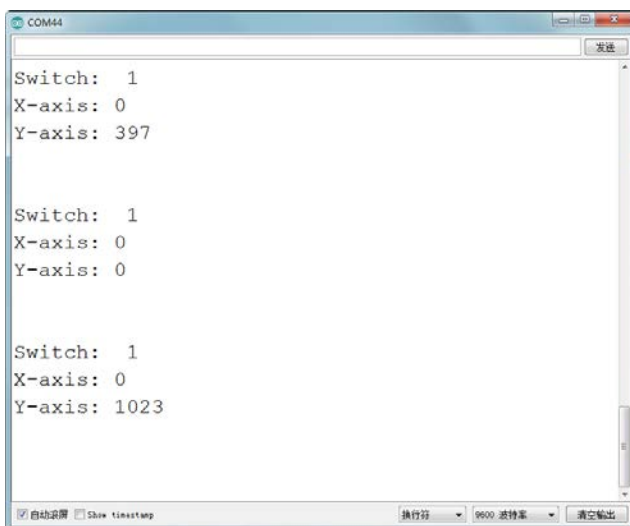 COM44
发送
Switch:  1
X-axis: 0
Y-axis: 397
Switch:  1
X-axis: 0
Y-axis: 0
Switch:  1
X-axis: 0
Y-axis: 1023
自动滚屏 Show timestamp 换行符 9600 波特率 清空输出